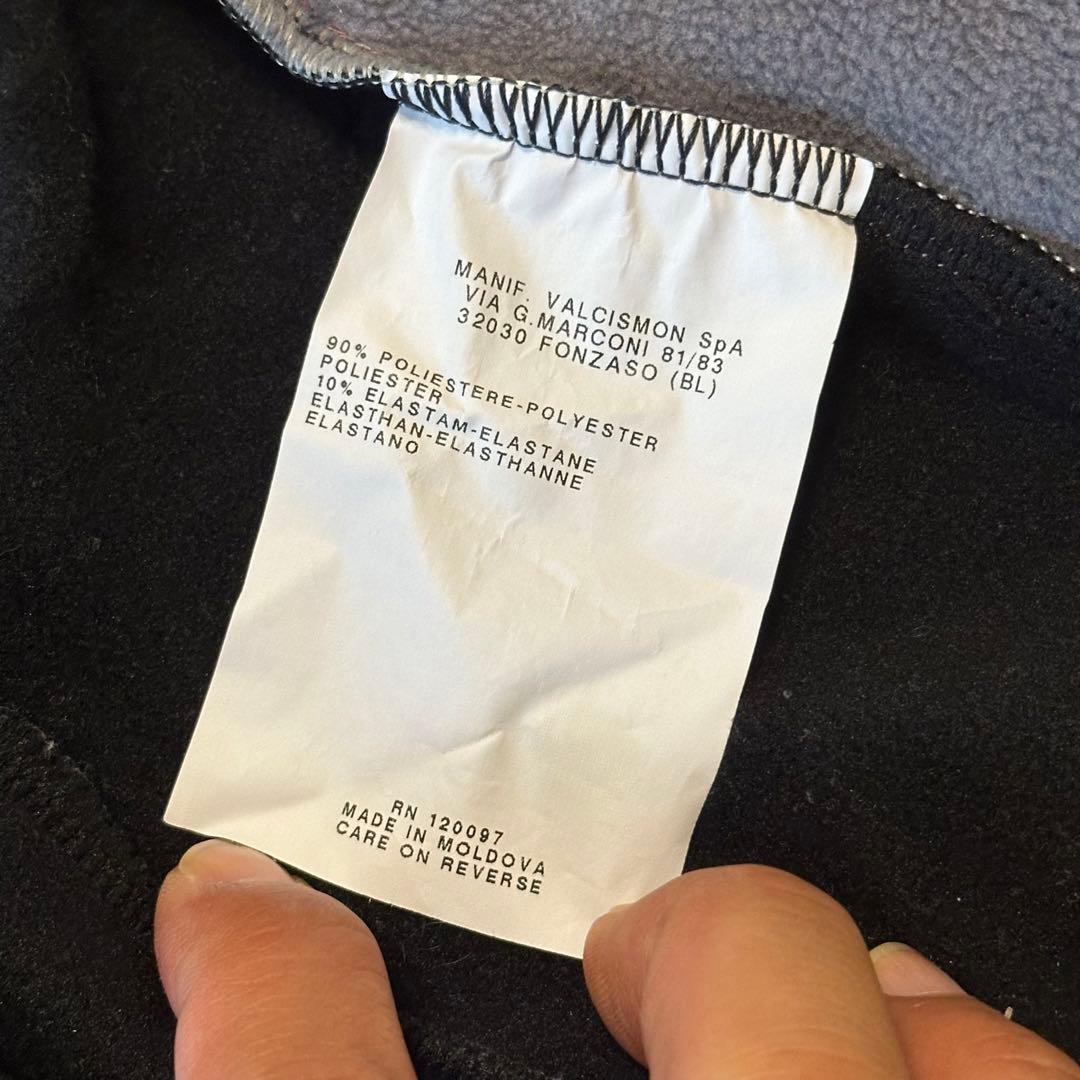 MANIF. VALCISMON SpA
VIA G.MARCONI 81/83
32030 FONZASO (BL)
90% POLIESTERE-POLYESTER
POLIESTER
10% ELASTAM-ELASTANE
ELASTHAN-ELASTHANNE
ELASTANO
RN 120097
MADE IN MOLDOVA
CARE ON REVERSE